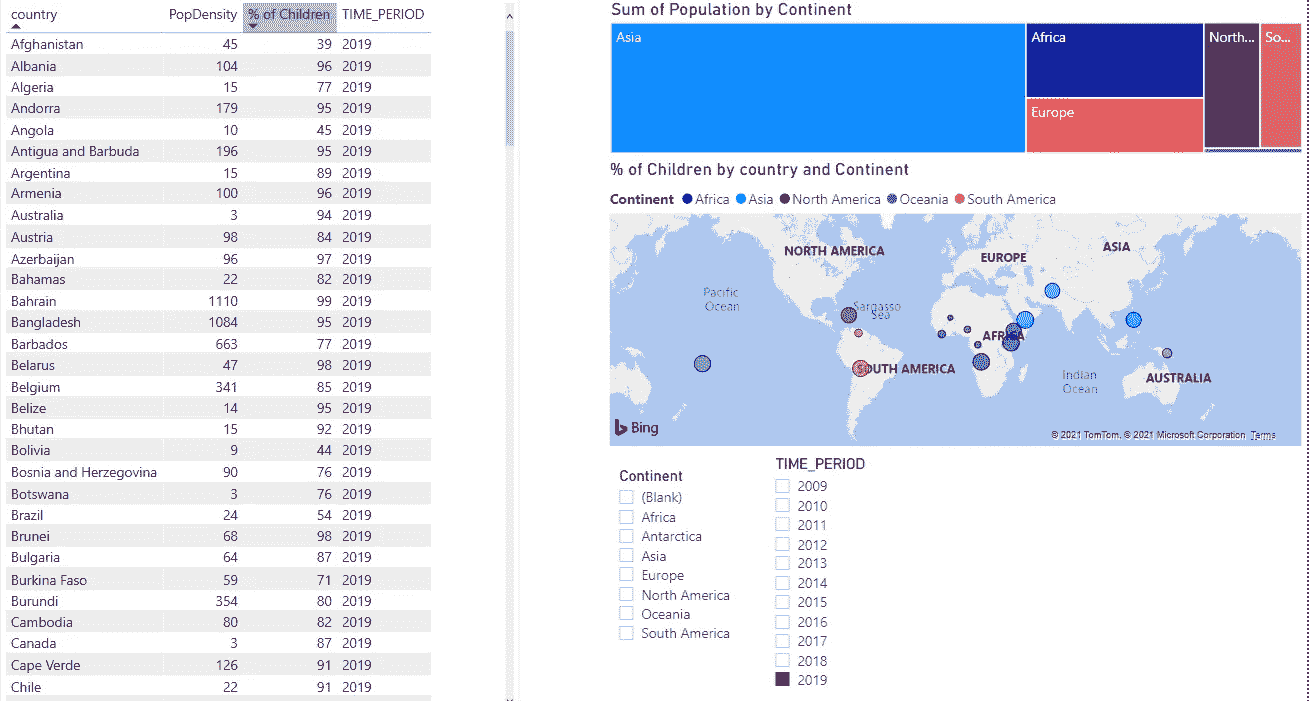 country PopDensity % of Children TIME_PERIOD
Afghanistan 45 39 2019
Albania 104 96 2019
Algeria 15 77 2019
Andorra 179 95 2019
Angola 10 45 2019
Antigua and Barbuda 196 95 2019
Argentina 15 89 2019
Armenia 100 96 2019
Australia 3 94 2019
Austria 98 84 2019
Azerbaijan 96 97 2019
Bahamas 22 82 2019
Bahrain 1110 99 2019
Bangladesh 1084 95 2019
Barbados 663 77 2019
Belarus 47 98 2019
Belgium 341 85 2019
Belize 14 95 2019
Bhutan 15 92 2019
Bolivia 9 44 2019
Bosnia and Herzegovina 90 76 2019
Botswana 3 76 2019
Brazil 24 54 2019
Brunei 68 98 2019
Bulgaria 64 87 2019
Burkina Faso 59 71 2019
Burundi 354 80 2019
Cambodia 80 82 2019
Canada 3 87 2019
Cape Verde 126 91 2019
Chile 22 91 2019
Sum of Population by Continent
Asia
Africa
North...
So...
Europe
% of Children by country and Continent
Continent Africa Asia North America Oceania South America
NORTH AMERICA
EUROPE
ASIA
Pacific
Ocean
Sargasso
Sea
AFRICA
SOUTH AMERICA
Indian
Ocean
AUSTRALIA
Bing
© 2021 TomTom, © 2021 Microsoft Corporation Terms
Continent
(Blank)
Africa
Antarctica
Asia
Europe
North America
Oceania
South America
TIME_PERIOD
2009
2010
2011
2012
2013
2014
2015
2016
2017
2018
2019